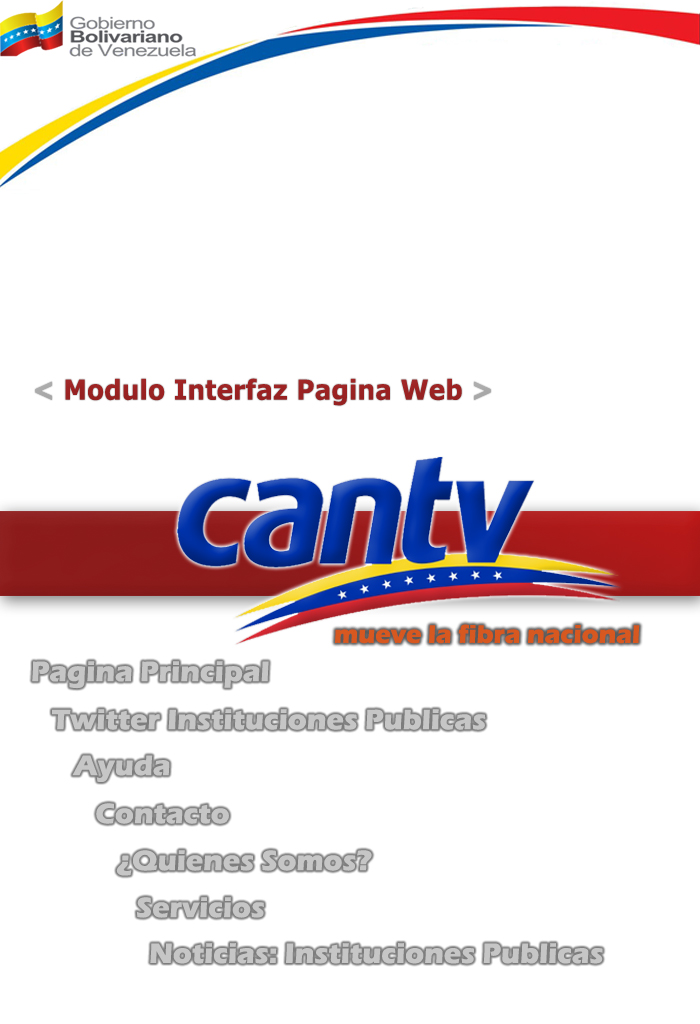 Gobierno
Bolivariano
de Venezuela
< Modulo Interfaz Pagina Web >
cantv
mueve la fibra nacional
Pagina Principal
Twitter Instituciones Publicas
Ayuda
Contacto
¿Quienes Somos?
Servicios
Noticias: Instituciones Publicas